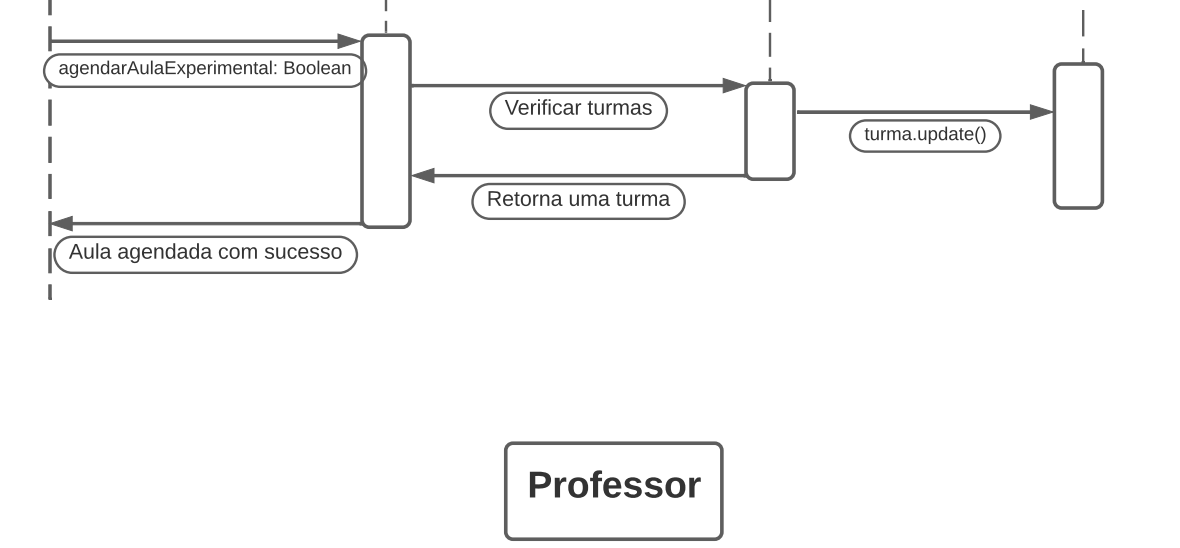 agendarAulaExperimental: Boolean
Verificar turmas
turma.update()
Retorna uma turma
Aula agendada com sucesso
Professor